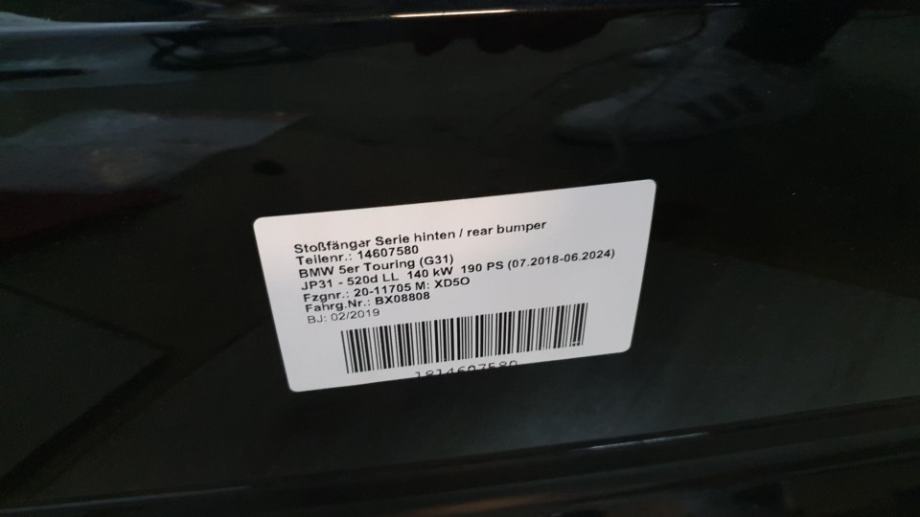 Stoßfänger Serie hinten / rear bumper
Teilenr.: 14607580
BMW 5er Touring (G31)
JP31 - 520d LL 140 kW 190 PS (07.2018-06.2024)
Fzgnr.: 20-11705 M: XD5O
Fahrg.Nr.: BX08808
BJ: 02/2019
1814607580